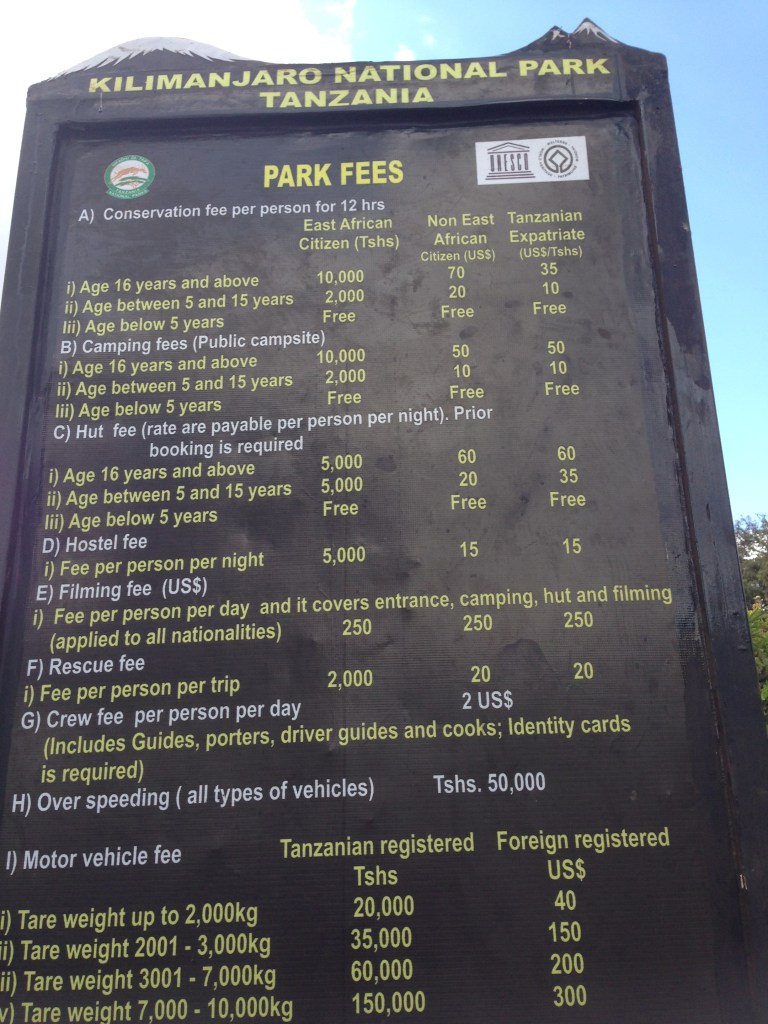 KILIMANJARO NATIONAL PARK
TANZANIA
PARK FEES
UNESCO
A) Conservation fee per person for 12 hrs
East African Citizen (Tshs) Non East African Citizen (US$) Tanzanian Expatriate (US$/Tshs)
i) Age 16 years and above 10,000 70 35
ii) Age between 5 and 15 years 2,000 20 10
Iii) Age below 5 years Free Free Free
B) Camping fees (Public campsite)
i) Age 16 years and above 10,000 50 50
ii) Age between 5 and 15 years 2,000 10 10
Iii) Age below 5 years Free Free Free
C) Hut fee (rate are payable per person per night). Prior
booking is required
i) Age 16 years and above 5,000 60 60
ii) Age between 5 and 15 years 5,000 20 35
Iii) Age below 5 years Free Free Free
D) Hostel fee
i) Fee per person per night 5,000 15 15
E) Filming fee (US$)
i) Fee per person per day and it covers entrance, camping, hut and filming
(applied to all nationalities) 250 250 250
F) Rescue fee
i) Fee per person per trip 2,000 20 20
G) Crew fee per person per day 2 US$
(Includes Guides, porters, driver guides and cooks; Identity cards
is required)
H) Over speeding ( all types of vehicles) Tshs. 50,000
I) Motor vehicle fee Tanzanian registered Foreign registered
Tshs US$
i) Tare weight up to 2,000kg 20,000 40
ii) Tare weight 2001 - 3,000kg 35,000 150
ii) Tare weight 3001 - 7,000kg 60,000 200
v) Tare weight 7,000 - 10,000kg 150,000 300